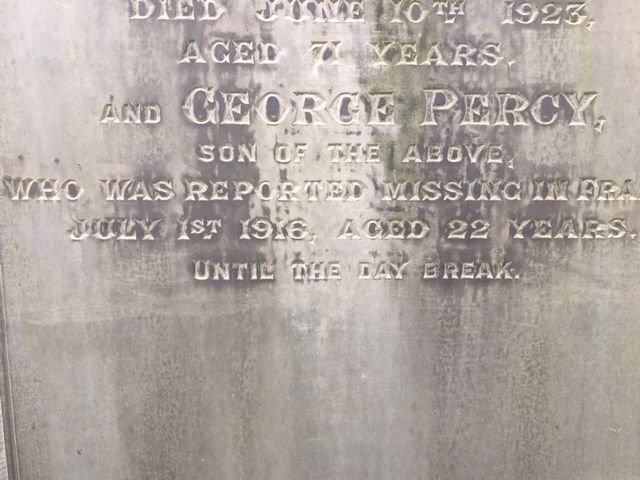 DIED JUNE 10TH 1923,
AGED 71 YEARS.
AND GEORGE PERCY,
SON OF THE ABOVE,
WHO WAS REPORTED MISSING IN FRA
JULY 1ST 1916, AGED 22 YEARS.
UNTIL THE DAY BREAK.